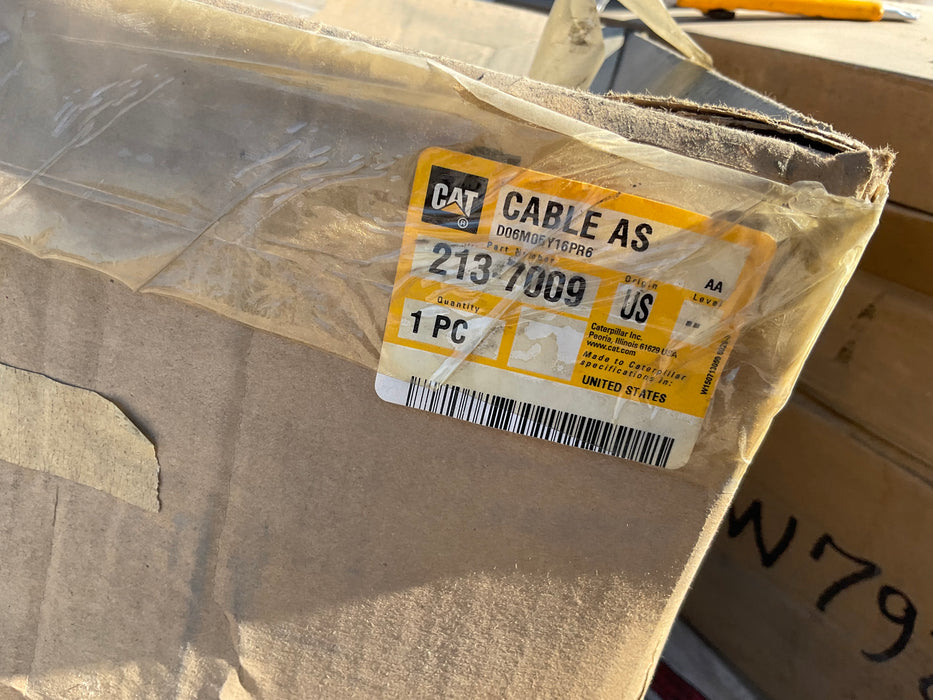 CAT®
CABLE AS
D06M05Y16PR6
Part Number
213-7009
Origin
US
AA
Level
--
Quantity
1 PC
Caterpillar Inc.
Peoria, Illinois 61629 USA
www.cat.com
Made to Caterpillar
specifications in:
UNITED STATES
W79